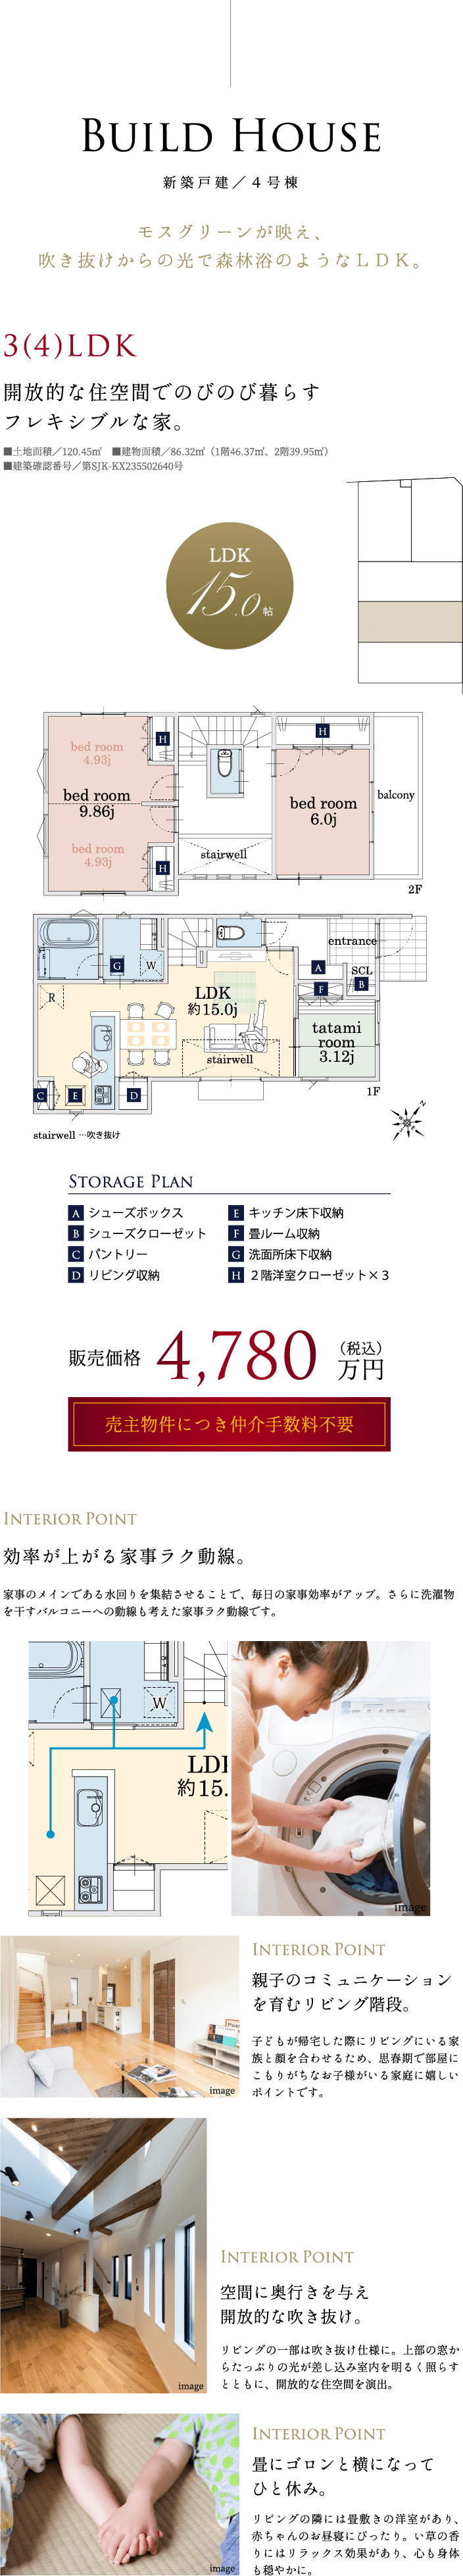 BUILD HOUSE
新築戸建／４号棟
モスグリーンが映え、
吹き抜けからの光で森林浴のようなＬＤＫ。
3(4)LDK
開放的な住空間でのびのび暮らす
フレキシブルな家。
■土地面積／120.45㎡　■建物面積／86.32㎡（1階46.37㎡、2階39.95㎡）
■建築確認番号／第SJK-KX235502640号
LDK
15.0帖
bed room
4.93j
bed room
9.86j
bed room
4.93j
H
H
H
stairwell
bed room
6.0j
balcony
2F
entrance
G
W
A
SCL
F
B
R
LDK
約15.0j
tatami
room
3.12j
stairwell
C
E
D
1F
N
stairwell …吹き抜け
STORAGE PLAN
A シューズボックス
B シューズクローゼット
C パントリー
D リビング収納
E キッチン床下収納
F 畳ルーム収納
G 洗面所床下収納
H ２階洋室クローゼット×３
販売価格 4,780 （税込）
万円
売主物件につき仲介手数料不要
INTERIOR POINT
効率が上がる家事ラク動線。
家事のメインである水回りを集結させることで、毎日の家事効率がアップ。さらに洗濯物
を干すバルコニーへの動線も考えた家事ラク動線です。
W
LDK
約15.
image
INTERIOR POINT
親子のコミュニケーション
を育むリビング階段。
子どもが帰宅した際にリビングにいる家
族と顔を合わせるため、思春期で部屋に
こもりがちなお子様がいる家庭に嬉しい
ポイントです。
image
INTERIOR POINT
空間に奥行きを与え
開放的な吹き抜け。
リビングの一部は吹き抜け仕様に。上部の窓か
らたっぷりの光が差し込み室内を明るく照らす
とともに、開放的な住空間を演出。
image
INTERIOR POINT
畳にゴロンと横になって
ひと休み。
リビングの隣には畳敷きの洋室があり、
赤ちゃんのお昼寝にぴったり。い草の香
りにはリラックス効果があり、心も身体
も穏やかに。
image